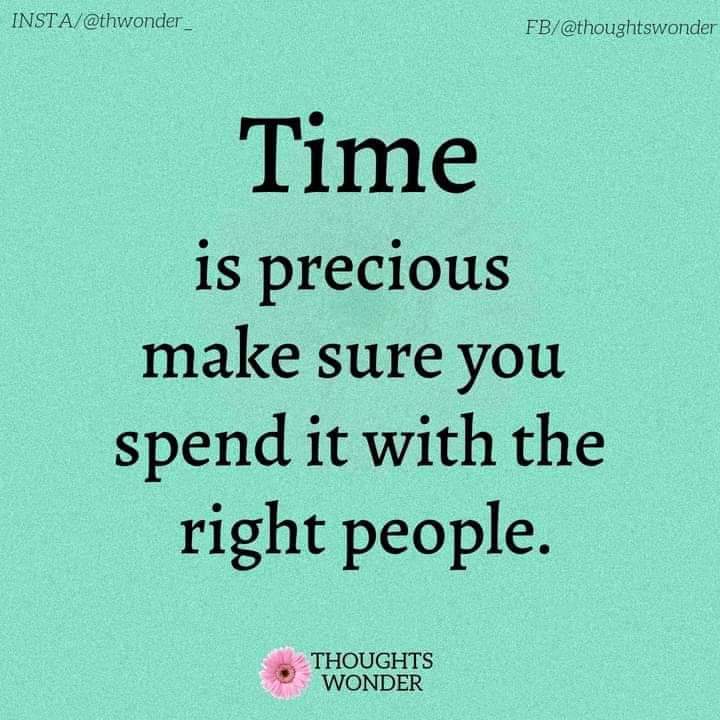 INSTA/@thwonder_
FB/@thoughtswonder
Time
is precious
make sure you
spend it with the
right people.
THOUGHTS
WONDER